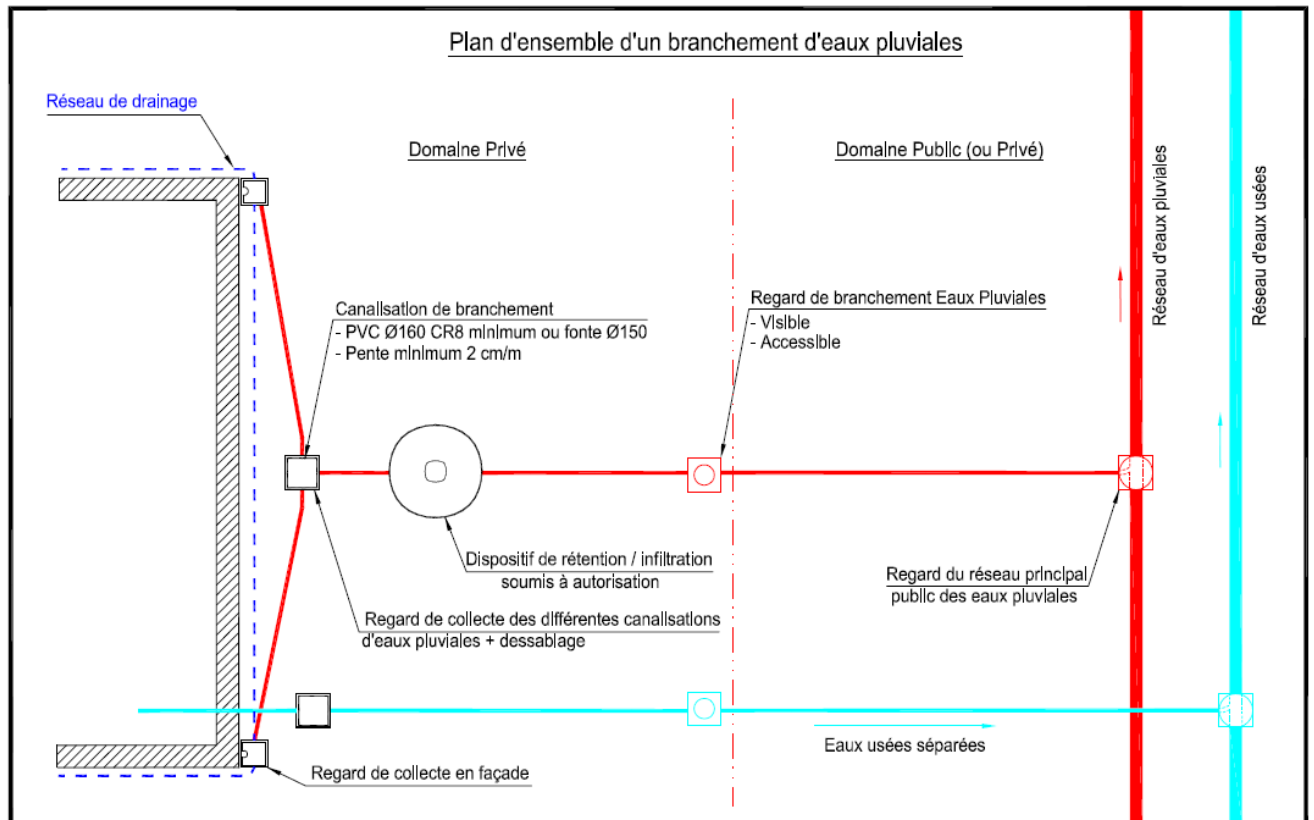 Plan d'ensemble d'un branchement d'eaux pluviales
Réseau de drainage
Domaine Privé
Domaine Public (ou Privé)
Réseau d'eaux pluviales
Réseau d'eaux usées
Canalisation de branchement
- PVC Ø160 CR8 minimum ou fonte Ø150
- Pente minimum 2 cm/m
Regard de branchement Eaux Pluviales
- Visible
- Accessible
Dispositif de rétention / infiltration
soumis à autorisation
Regard du réseau principal
public des eaux pluviales
Regard de collecte des différentes canalisations
d'eaux pluviales + dessablage
Eaux usées séparées
Regard de collecte en façade